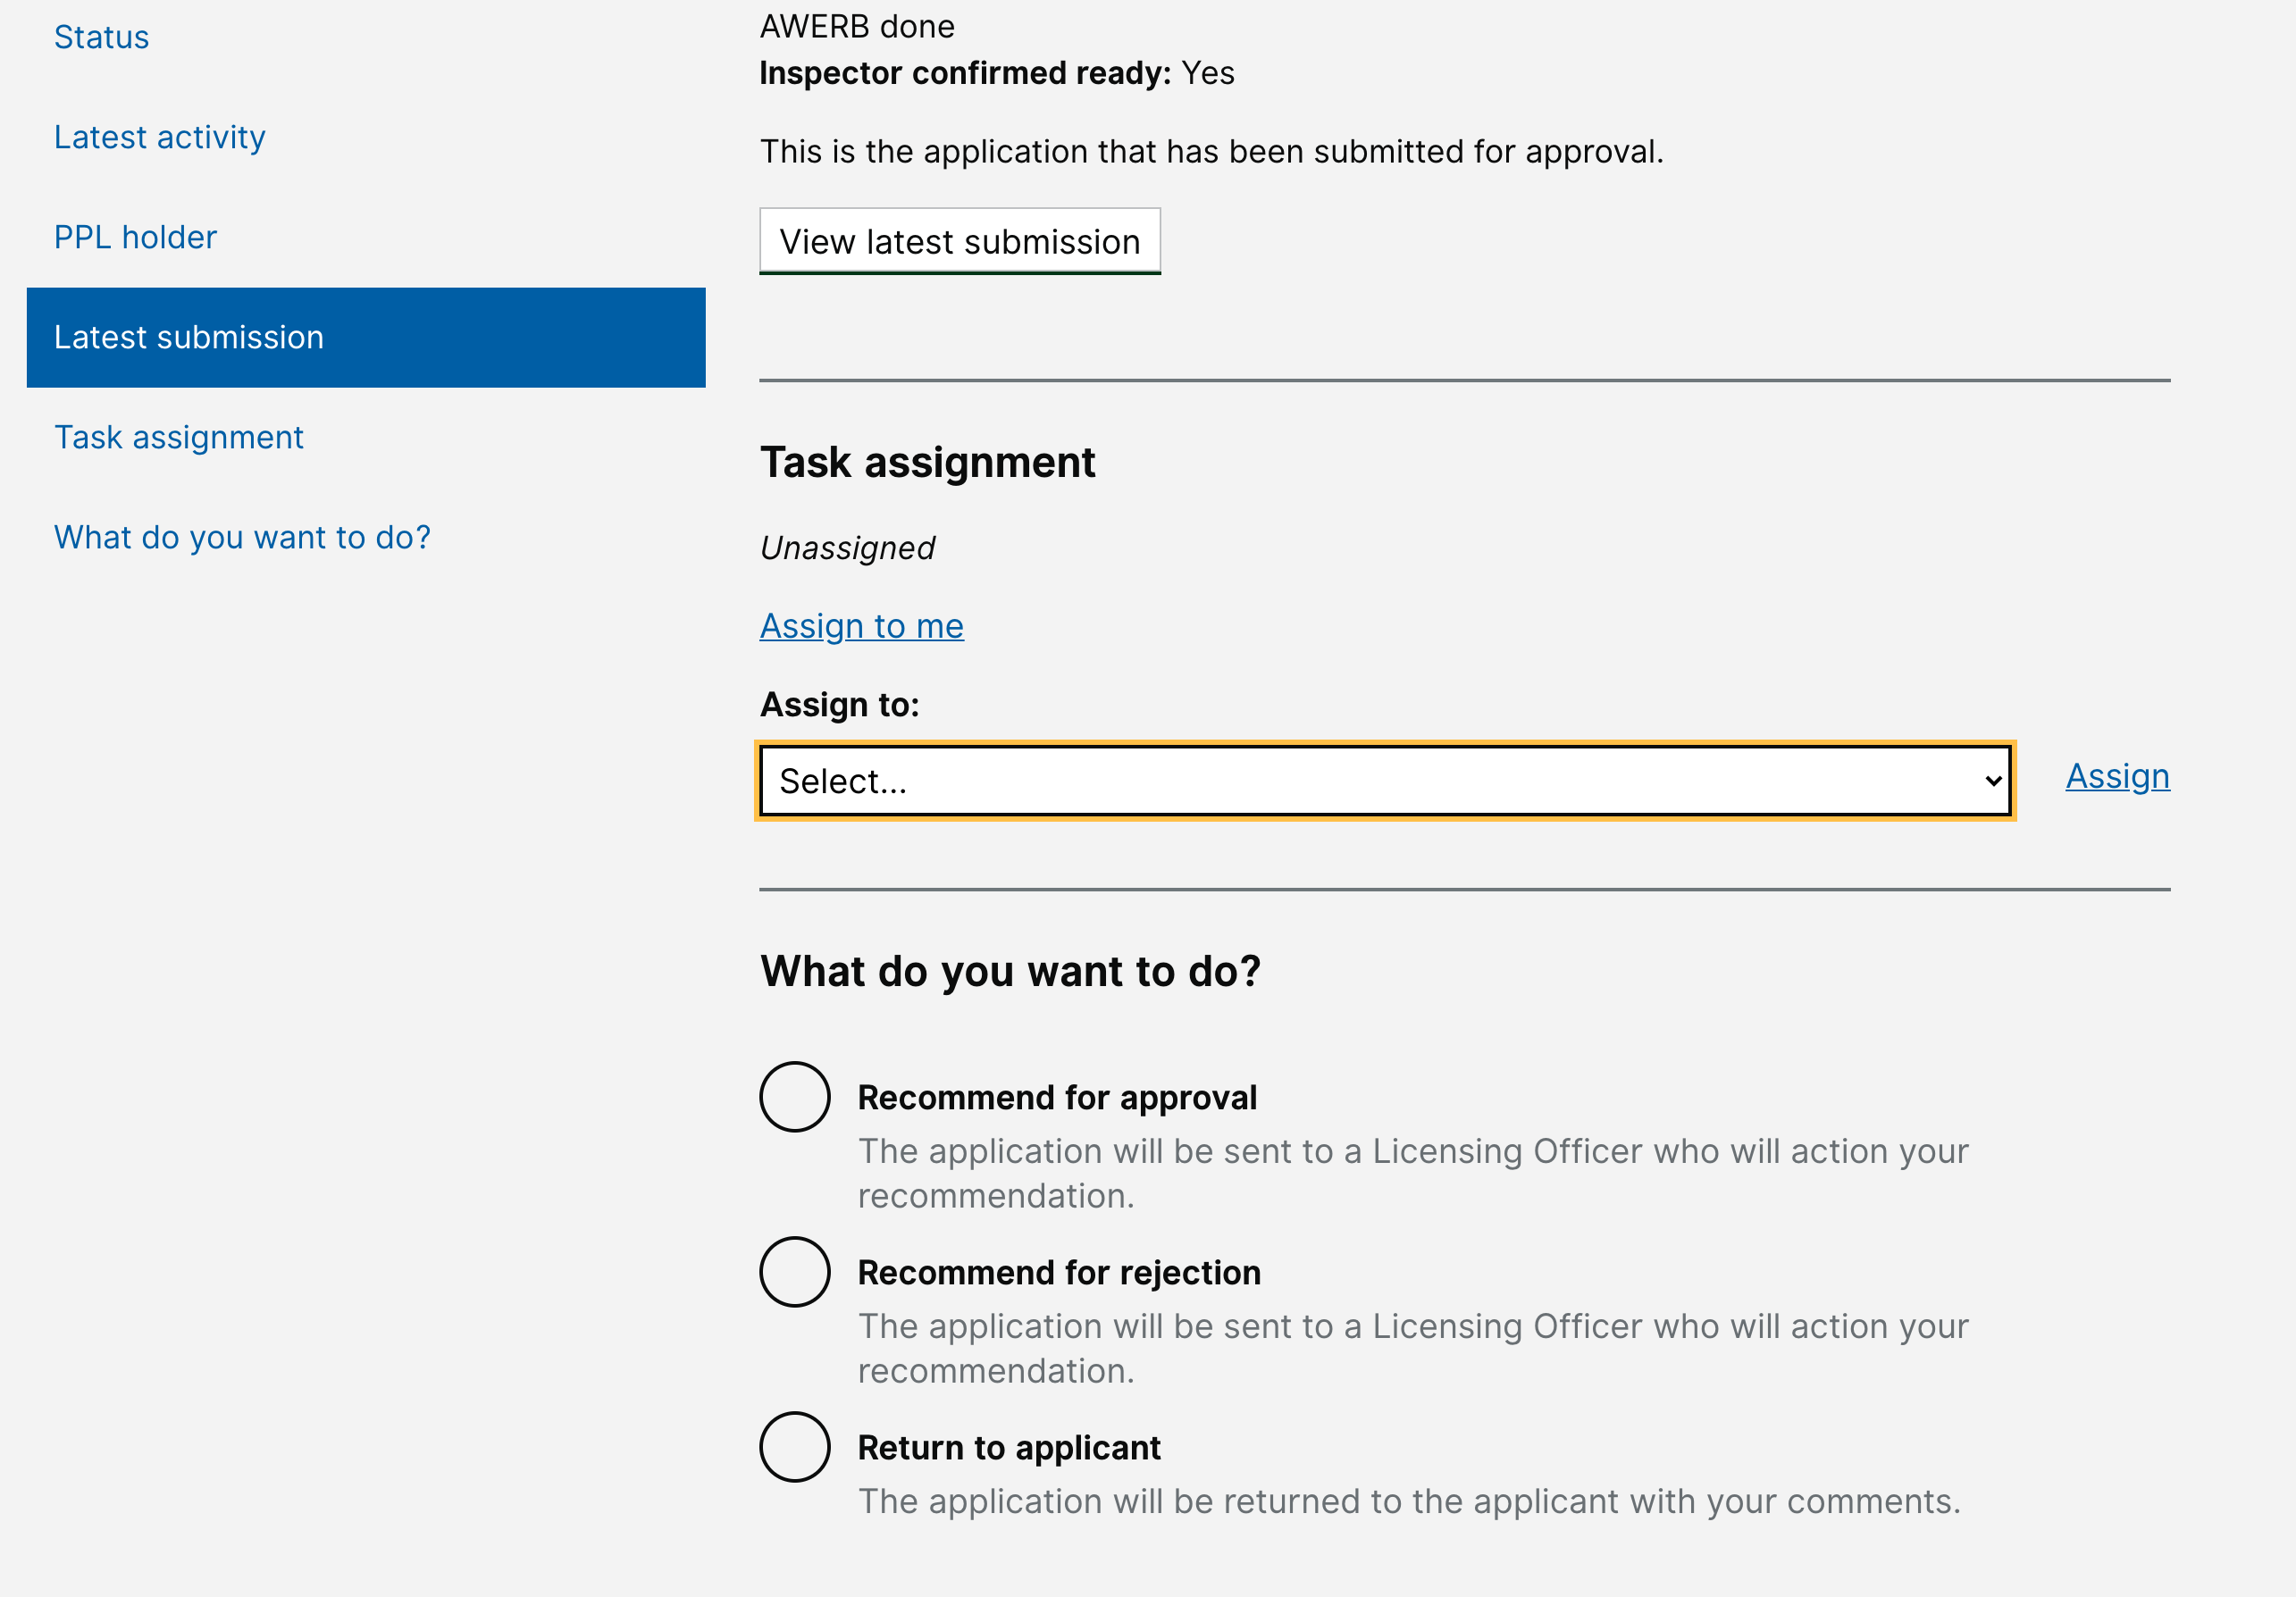 Status
Latest activity
PPL holder
Latest submission
Task assignment
What do you want to do?
AWERB done
Inspector confirmed ready: Yes
This is the application that has been submitted for approval.
View latest submission
Task assignment
Unassigned
Assign to me
Assign to:
Select...
Assign
What do you want to do?
Recommend for approval
The application will be sent to a Licensing Officer who will action your
recommendation.
Recommend for rejection
The application will be sent to a Licensing Officer who will action your
recommendation.
Return to applicant
The application will be returned to the applicant with your comments.